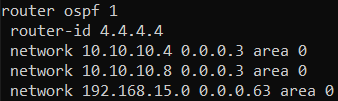 router ospf 1
 router-id 4.4.4.4
 network 10.10.10.4 0.0.0.3 area 0
 network 10.10.10.8 0.0.0.3 area 0
 network 192.168.15.0 0.0.0.63 area 0